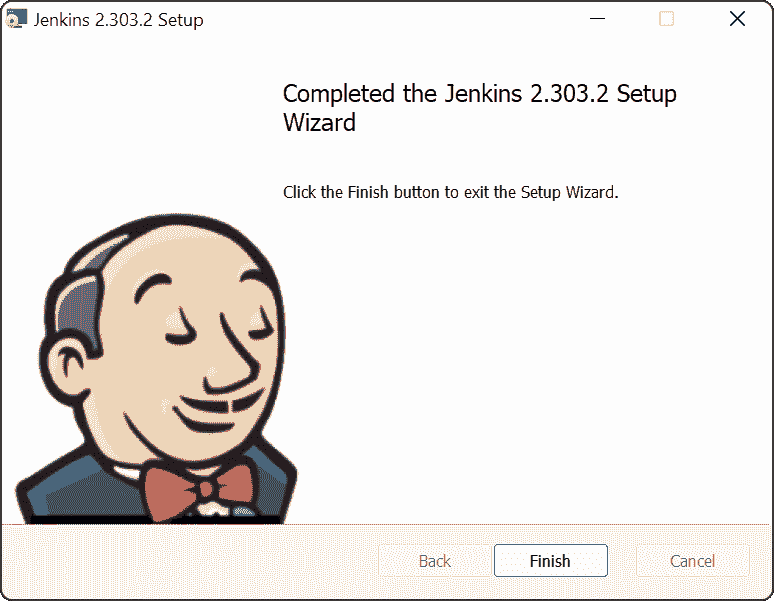 Jenkins 2.303.2 Setup
Completed the Jenkins 2.303.2 Setup
Wizard
Click the Finish button to exit the Setup Wizard.
Back
Finish
Cancel